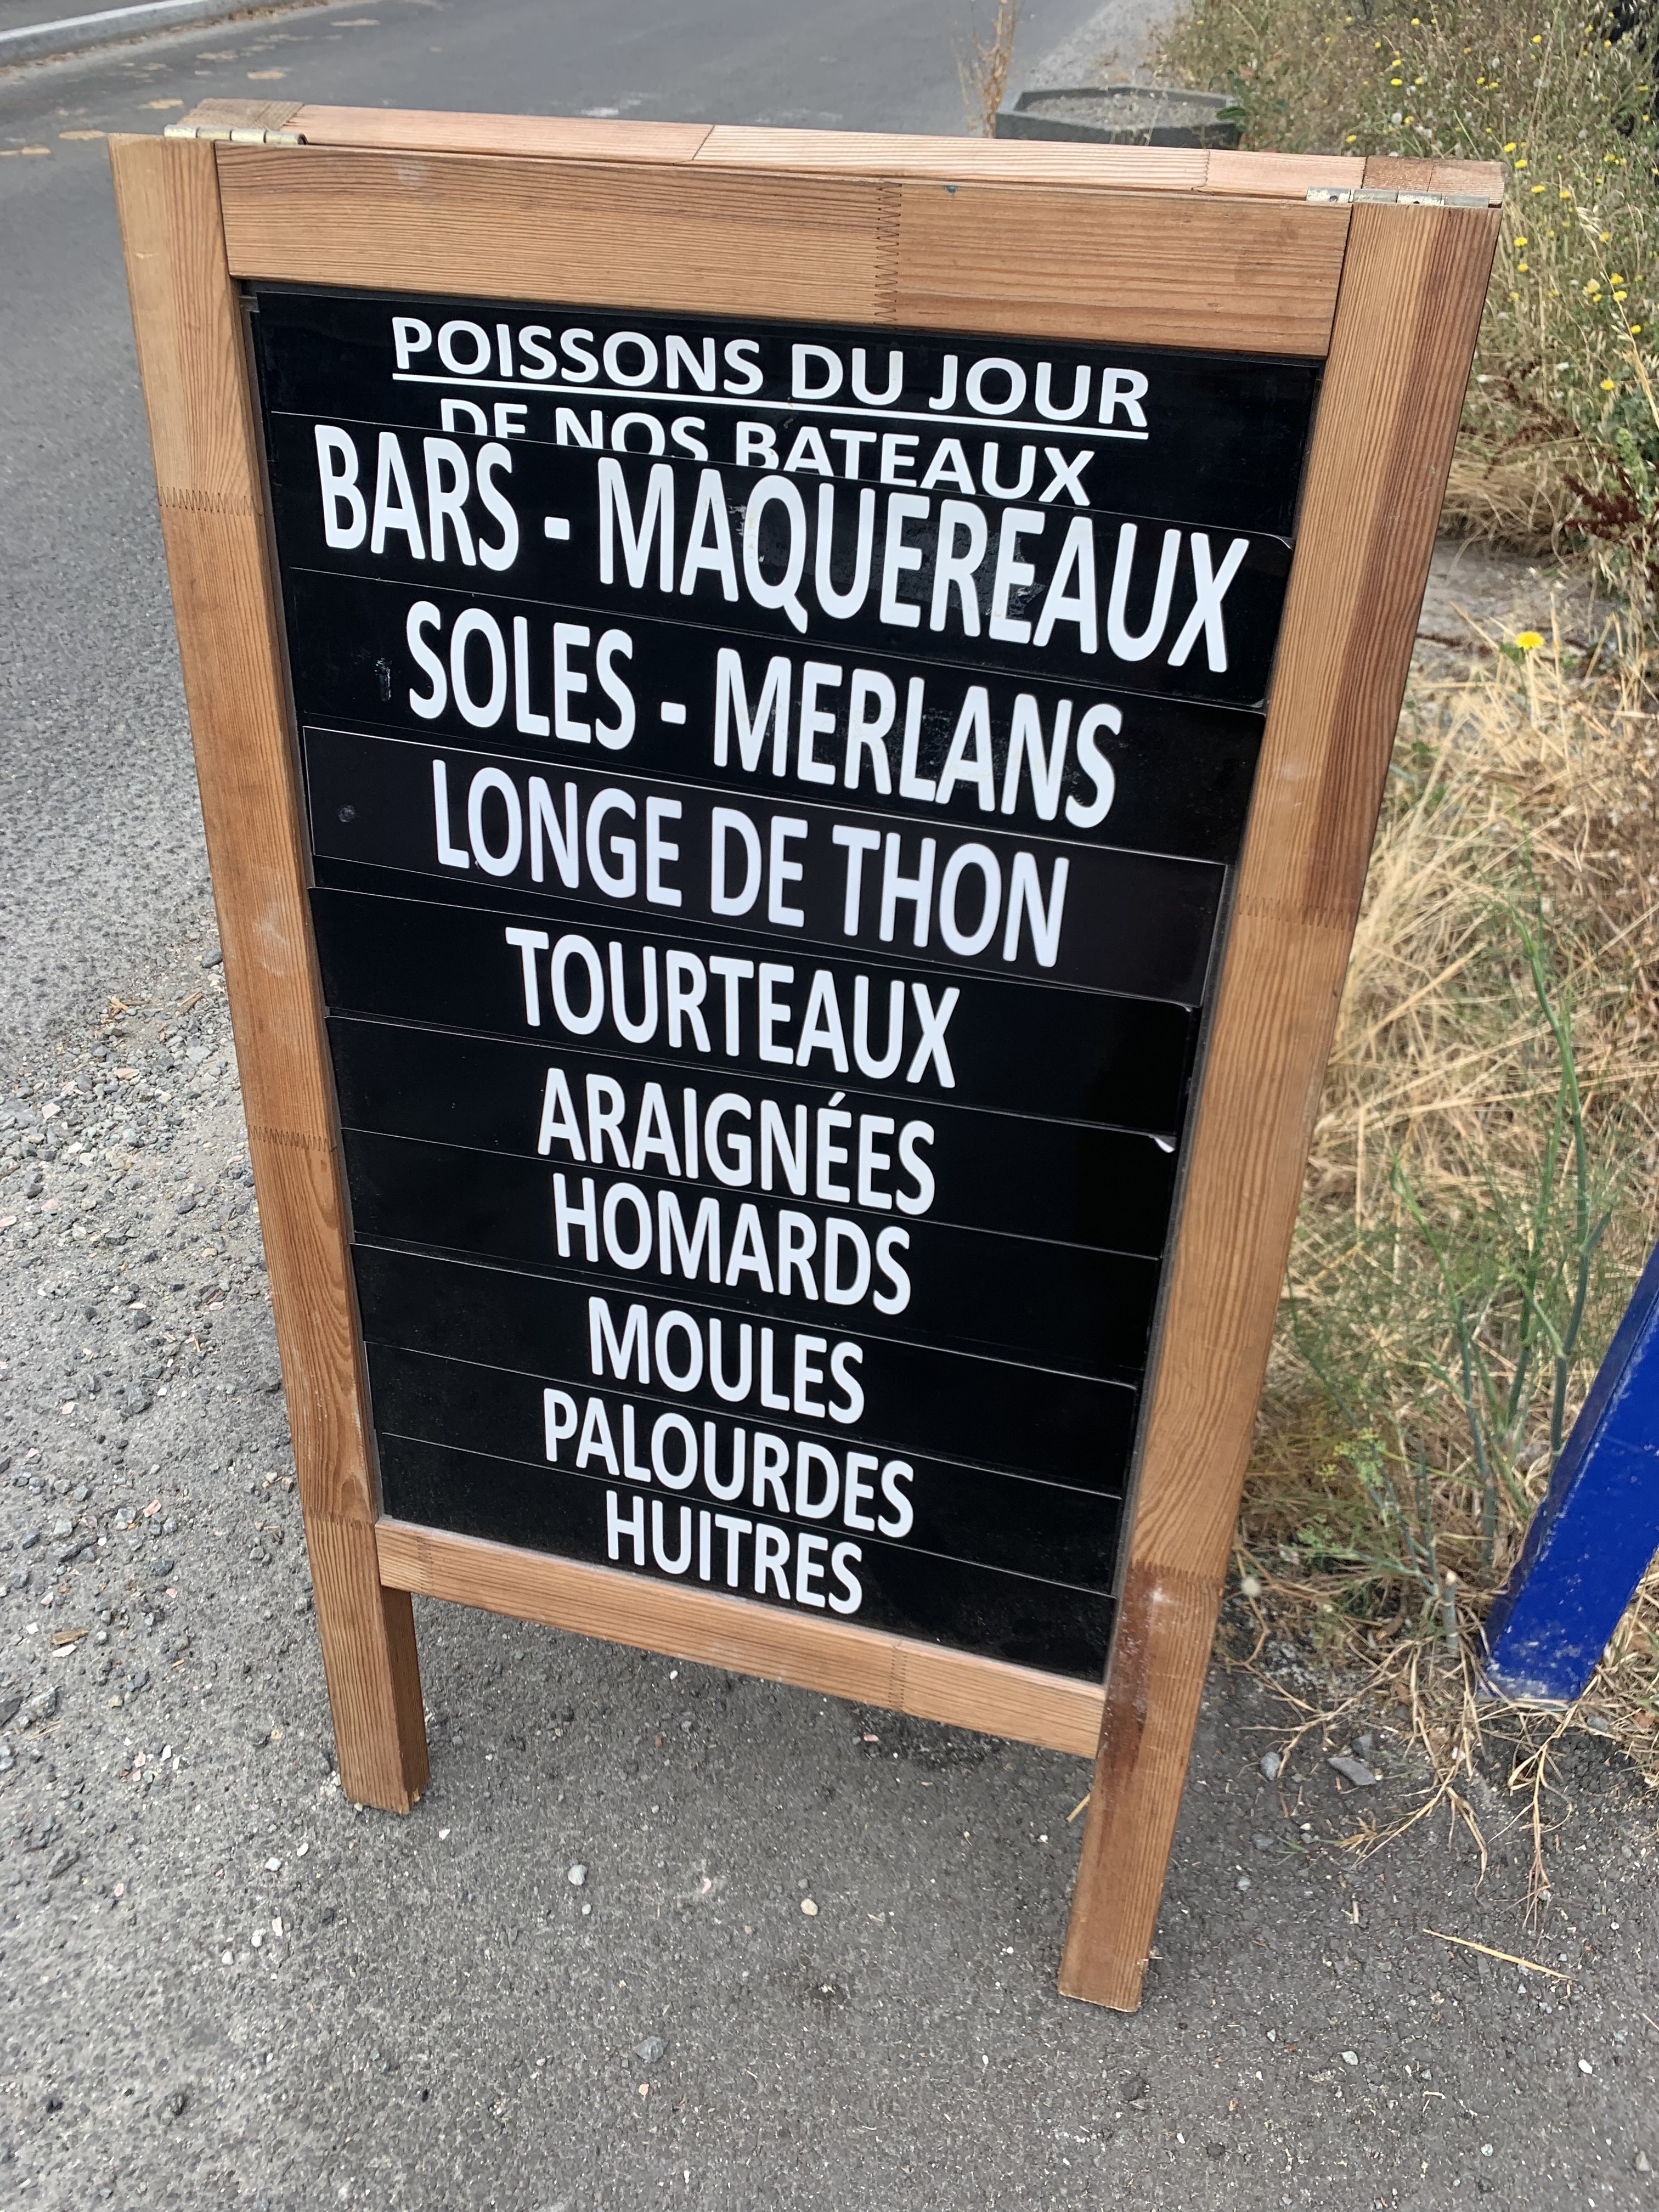 POISSONS DU JOUR
DE NOS BATEAUX
BARS - MAQUEREAUX
SOLES - MERLANS
LONGE DE THON
TOURTEAUX
ARAIGNÉES
HOMARDS
MOULES
PALOURDES
HUITRES